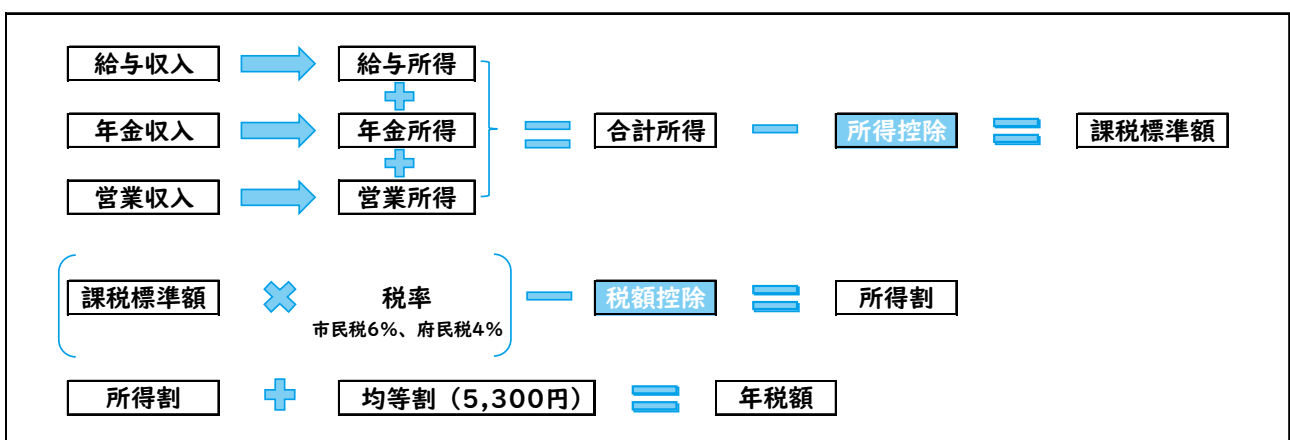 給与収入 給与所得
年金収入 年金所得 合計所得 所得控除 課税標準額
営業収入 営業所得
課税標準額 税率 税額控除 所得割
市民税6%、府民税4%
所得割 均等割（5,300円） 年税額